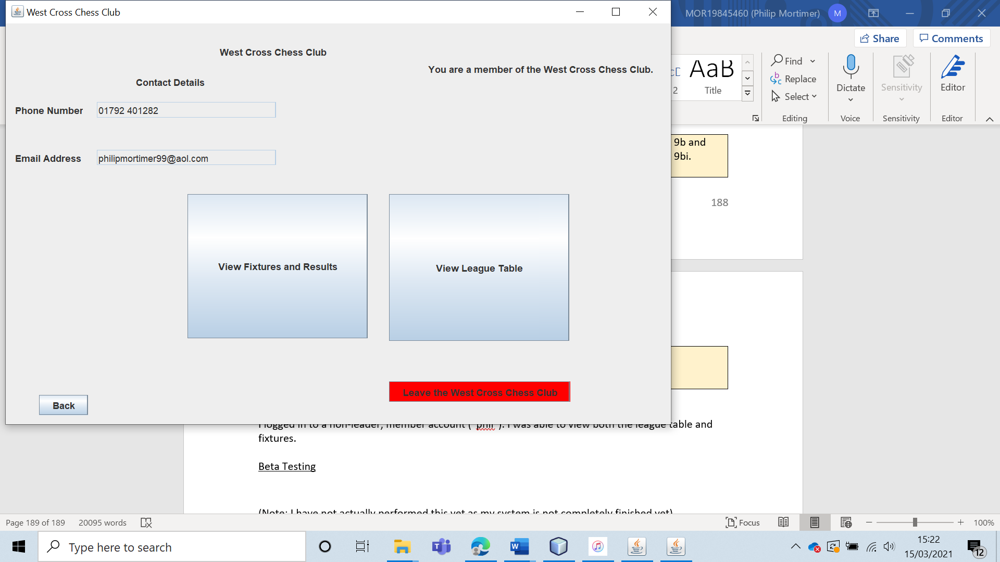 West Cross Chess Club
MOR19845460 (Philip Mortimer)
M
Share
Comments
West Cross Chess Club
You are a member of the West Cross Chess Club.
Contact Details
Phone Number
01792 401282
Email Address
philipmortimer99@aol.com
View Fixtures and Results
View League Table
Leave the West Cross Chess Club
Back
2
AaB
Title
Find
Replace
Select
Editing
Dictate
Voice
Sensitivity
Sensitivity
Editor
Editor
9b and
9bi.
188
I logged in to a non-leader, member account ("phil"). I was able to view both the league table and
fixtures.
Beta Testing
(Note: I have not actually performed this yet as my system is not completely finished yet)
Page 189 of 189
20095 words
Focus
100%
Type here to search
15:22
15/03/2021
12